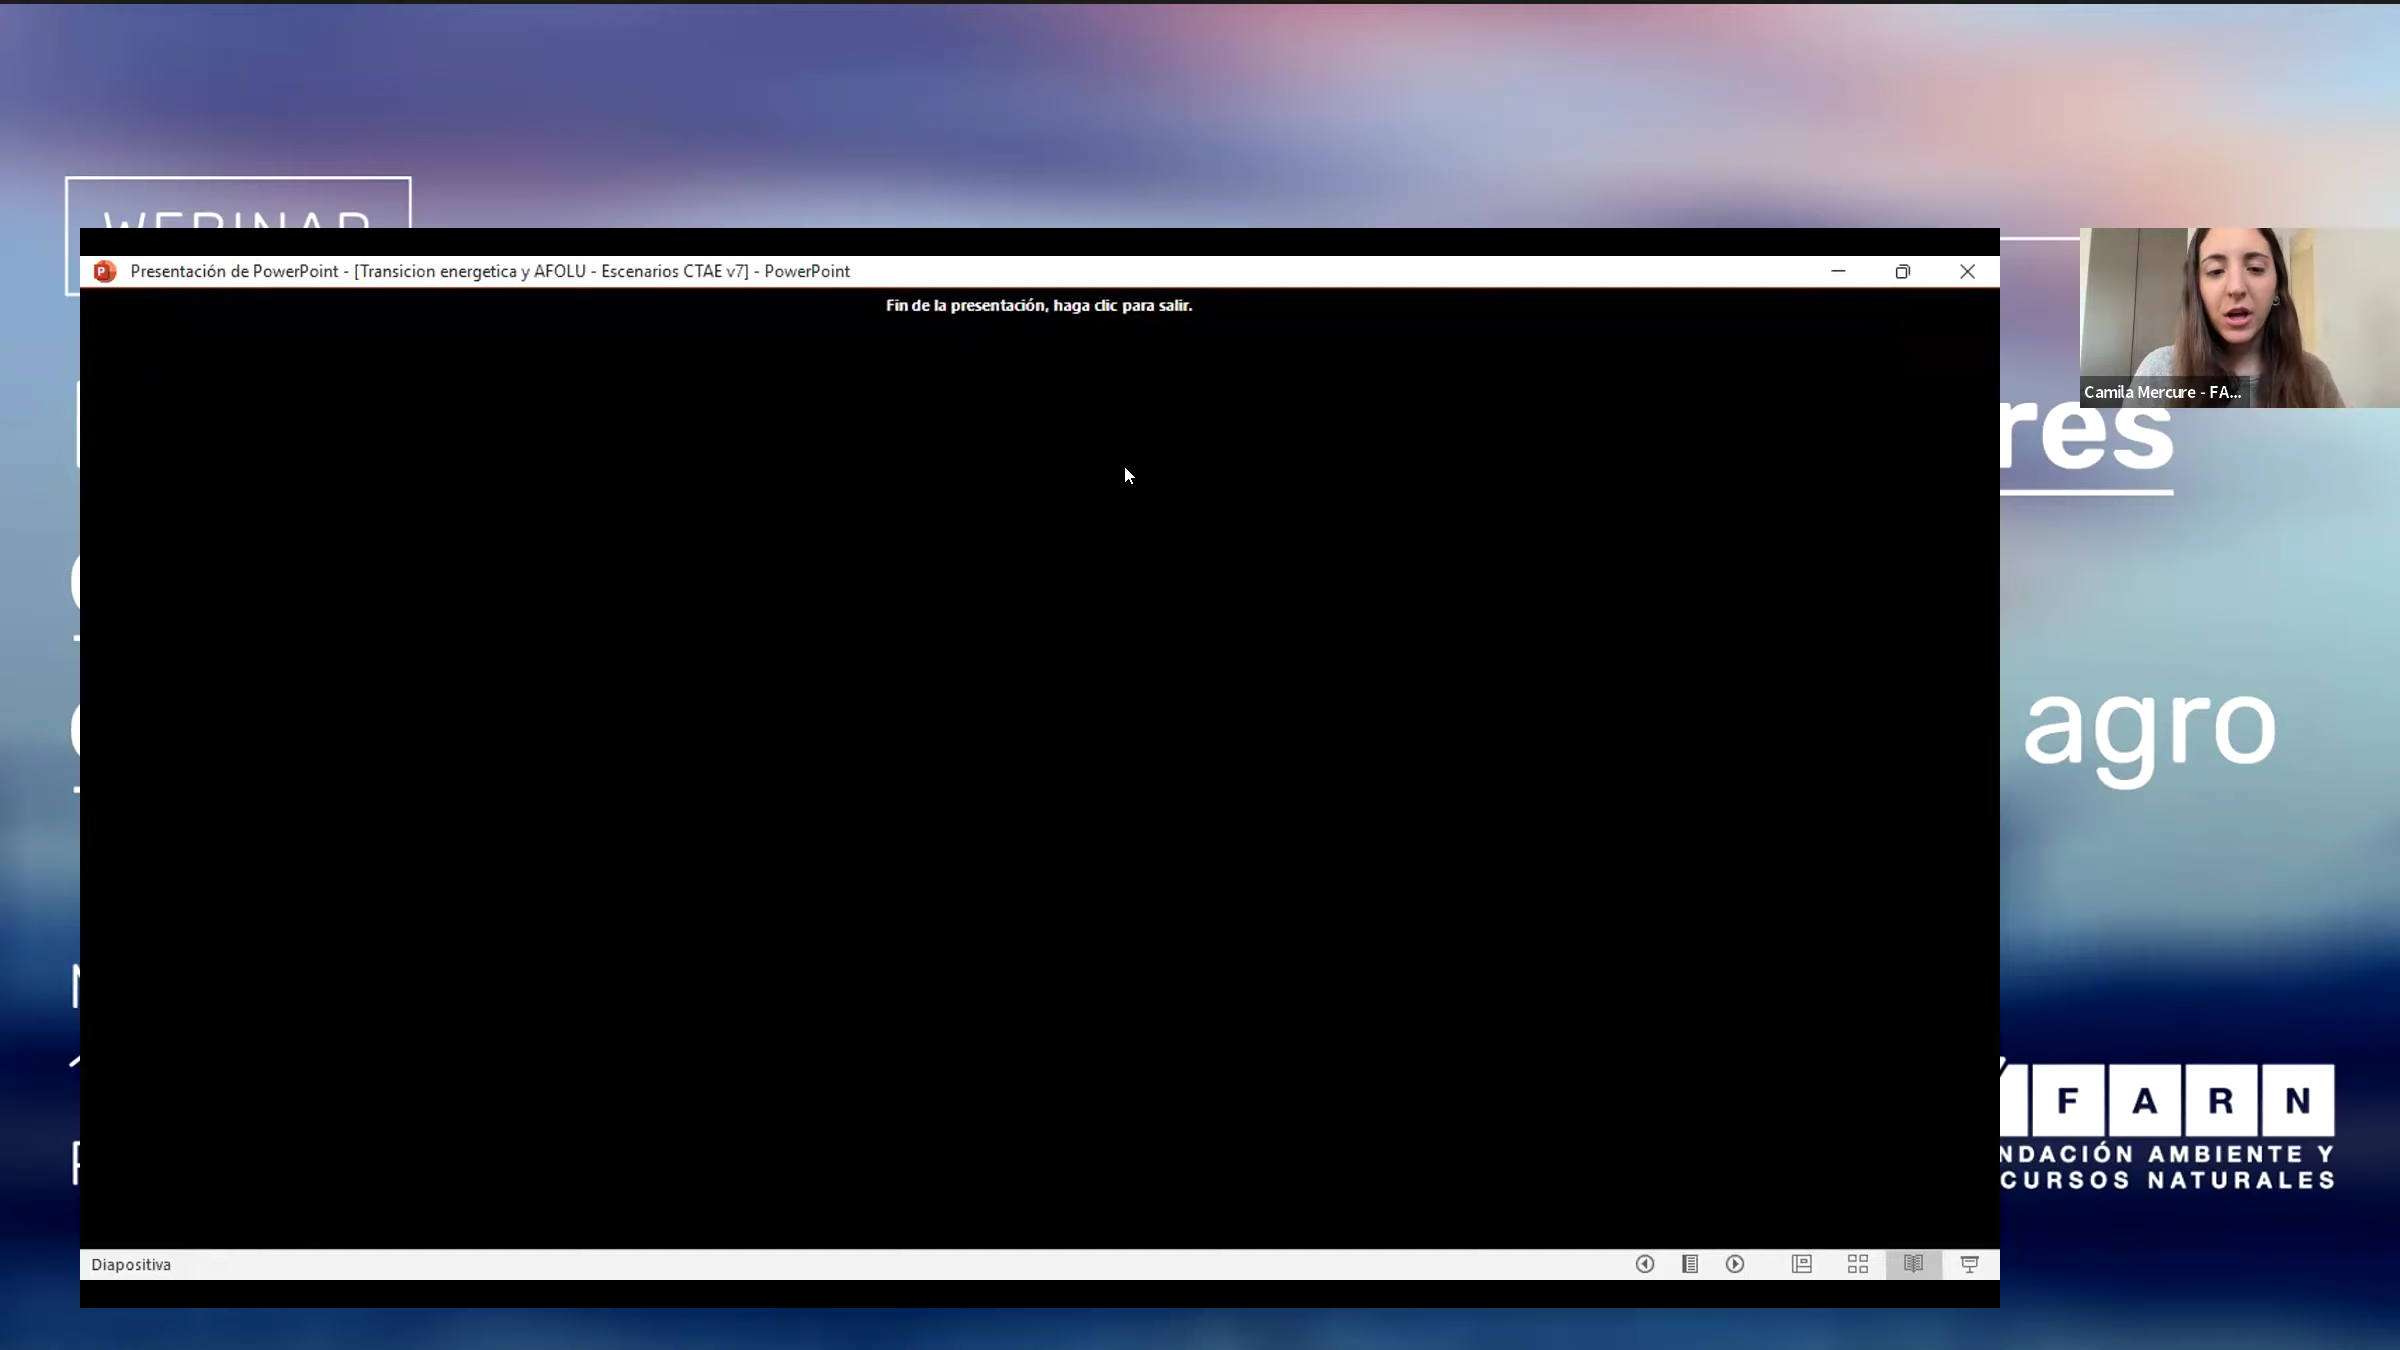 WEBINAR
Presentación de PowerPoint - [Transicion energetica y AFOLU - Escenarios CTAE v7] - PowerPoint
Fin de la presentación, haga clic para salir.
Camila Mercure - FA...
res
agro
F A R N
NDACIÓN AMBIENTE Y
CURSOS NATURALES
Diapositiva